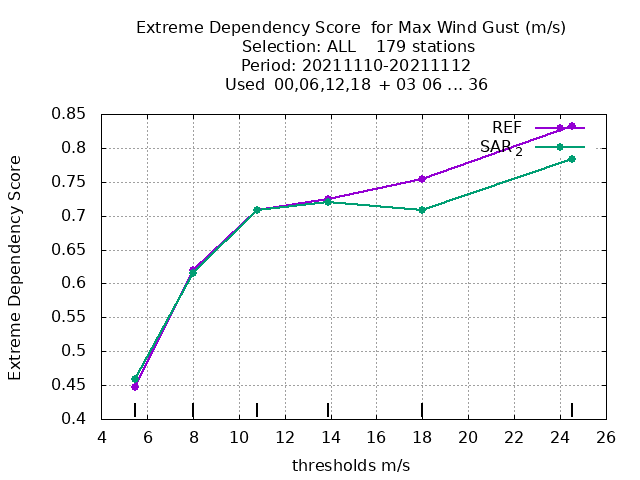 Extreme Dependency Score  for Max Wind Gust (m/s)
Selection: ALL    179 stations
Period: 20211110-20211112
Used  00,06,12,18  + 03 06 ... 36
Extreme Dependency Score
0.85
0.8
0.75
0.7
0.65
0.6
0.55
0.5
0.45
0.4
REF
SAR2
4 6 8 10 12 14 16 18 20 22 24 26
thresholds m/s